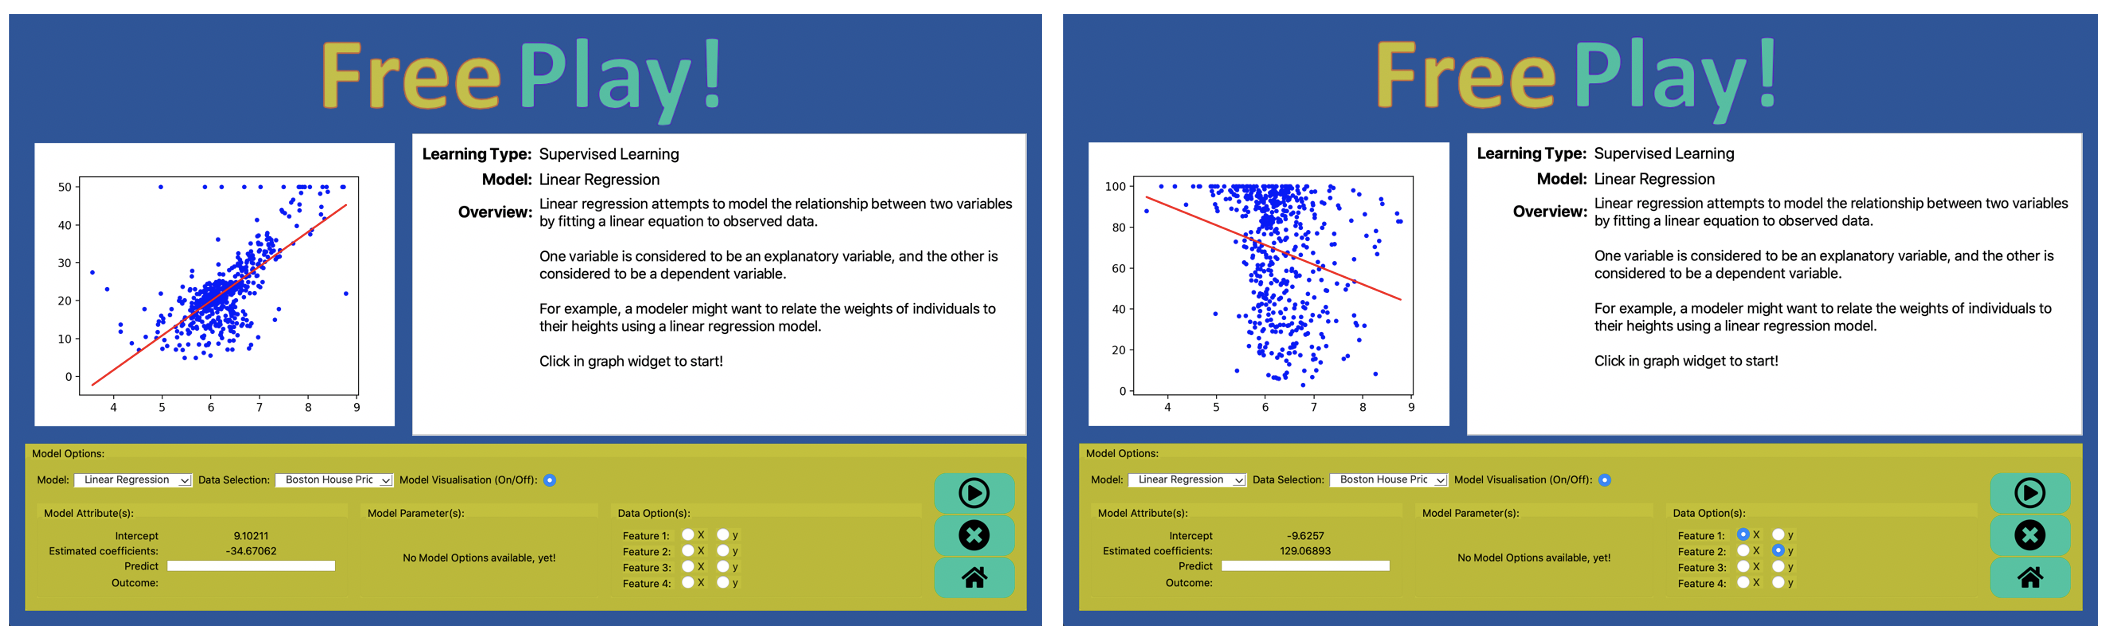 Free Play!
50
40
30
20
10
0
4 5 6 7 8 9
Learning Type: Supervised Learning
Model: Linear Regression
Overview: Linear regression attempts to model the relationship between two variables
by fitting a linear equation to observed data.
One variable is considered to be an explanatory variable, and the other is
considered to be a dependent variable.
For example, a modeler might want to relate the weights of individuals to
their heights using a linear regression model.
Click in graph widget to start!
Model Options:
Model: Linear Regression Data Selection: Boston House Pric Model Visualisation (On/Off):
Model Attribute(s):
Intercept 9.10211
Estimated coefficients: -34.67062
Predict
Outcome:
Model Parameter(s):
No Model Options available, yet!
Data Option(s):
Feature 1: X y
Feature 2: X y
Feature 3: X y
Feature 4: X y
Free Play!
100
80
60
40
20
0
4 5 6 7 8 9
Learning Type: Supervised Learning
Model: Linear Regression
Overview: Linear regression attempts to model the relationship between two variables
by fitting a linear equation to observed data.
One variable is considered to be an explanatory variable, and the other is
considered to be a dependent variable.
For example, a modeler might want to relate the weights of individuals to
their heights using a linear regression model.
Click in graph widget to start!
Model Options:
Model: Linear Regression Data Selection: Boston House Pric Model Visualisation (On/Off):
Model Attribute(s):
Intercept -9.6257
Estimated coefficients: 129.06893
Predict
Outcome:
Model Parameter(s):
No Model Options available, yet!
Data Option(s):
Feature 1: X y
Feature 2: X y
Feature 3: X y
Feature 4: X y